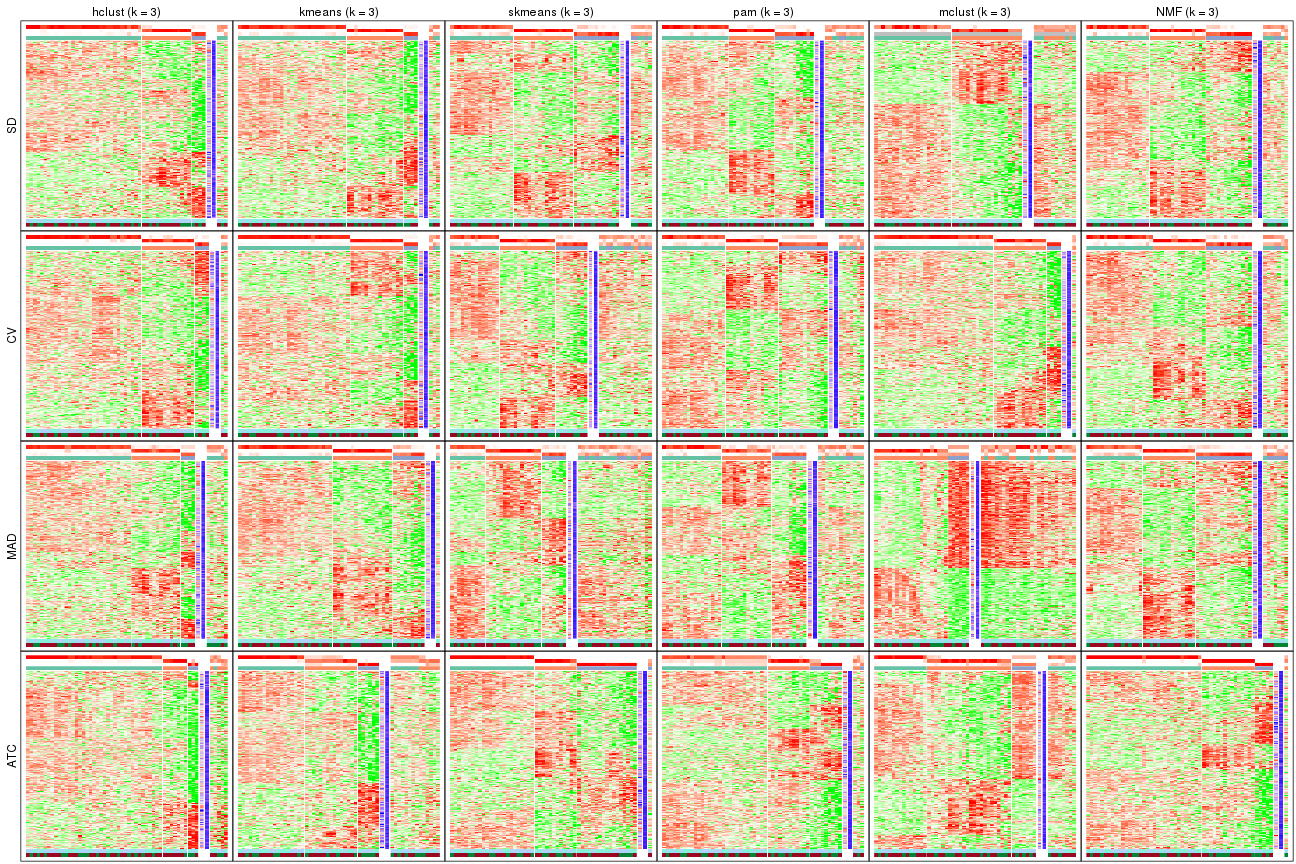 hclust (k = 3) kmeans (k = 3) skmeans (k = 3) pam (k = 3) mclust (k = 3) NMF (k = 3)
SD
CV
MAD
ATC